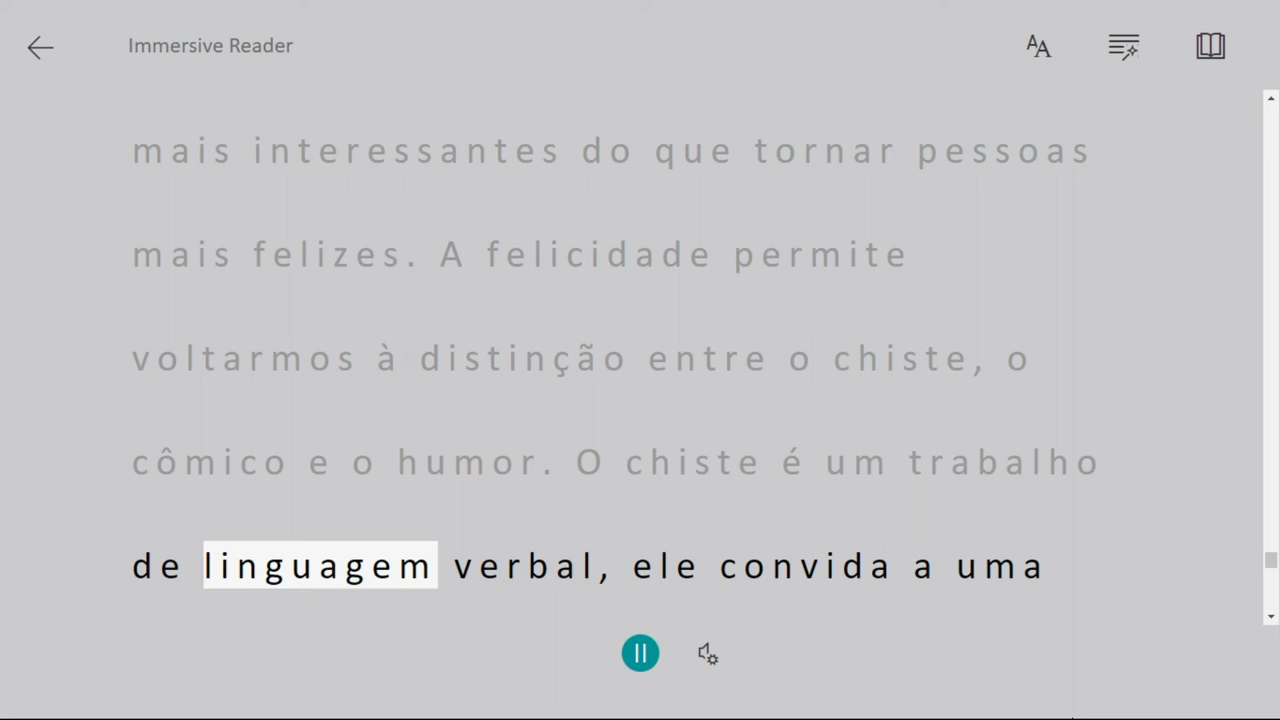 Immersive Reader
mais interessantes do que tornar pessoas
mais felizes. A felicidade permite
voltarmos à distinção entre o chiste, o
cômico e o humor. O chiste é um trabalho
de linguagem verbal, ele convida a uma